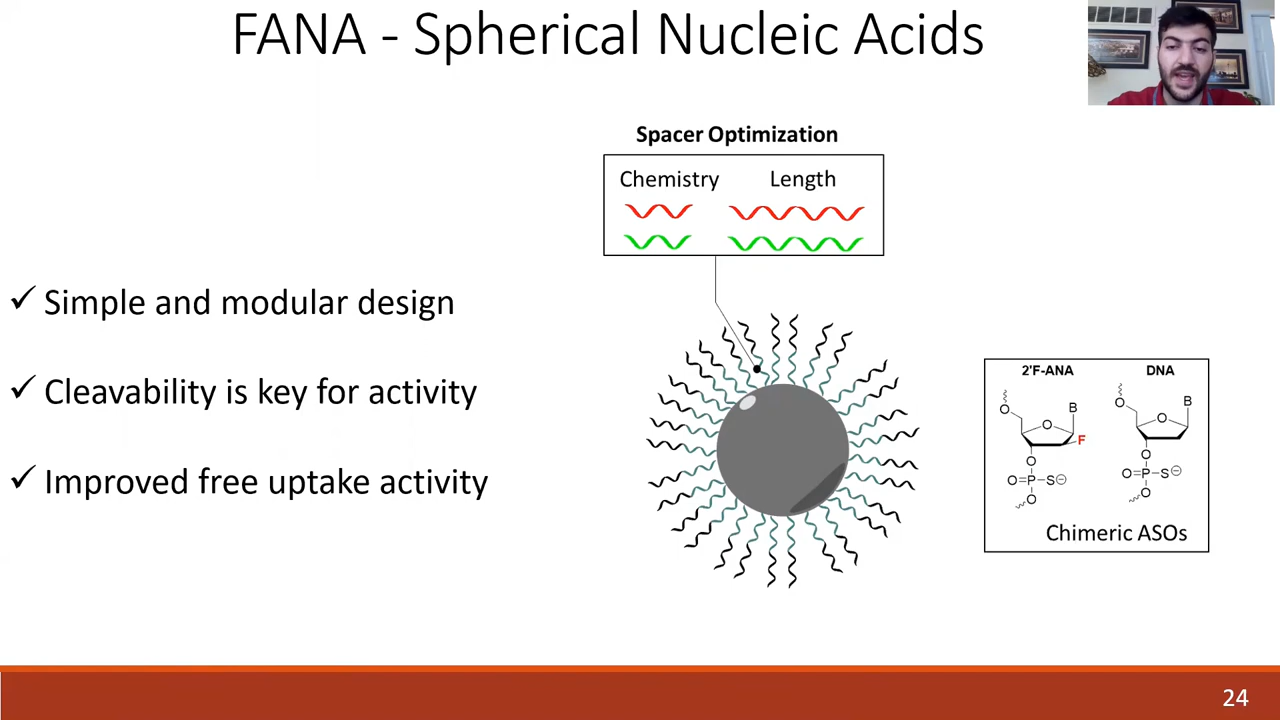 FANA - Spherical Nucleic Acids
Spacer Optimization
Chemistry Length
✓ Simple and modular design
✓ Cleavability is key for activity
✓ Improved free uptake activity
2'F-ANA DNA
O B O B
O O
F
O O
O=P-S⊖ O=P-S⊖
O O
Chimeric ASOs
24